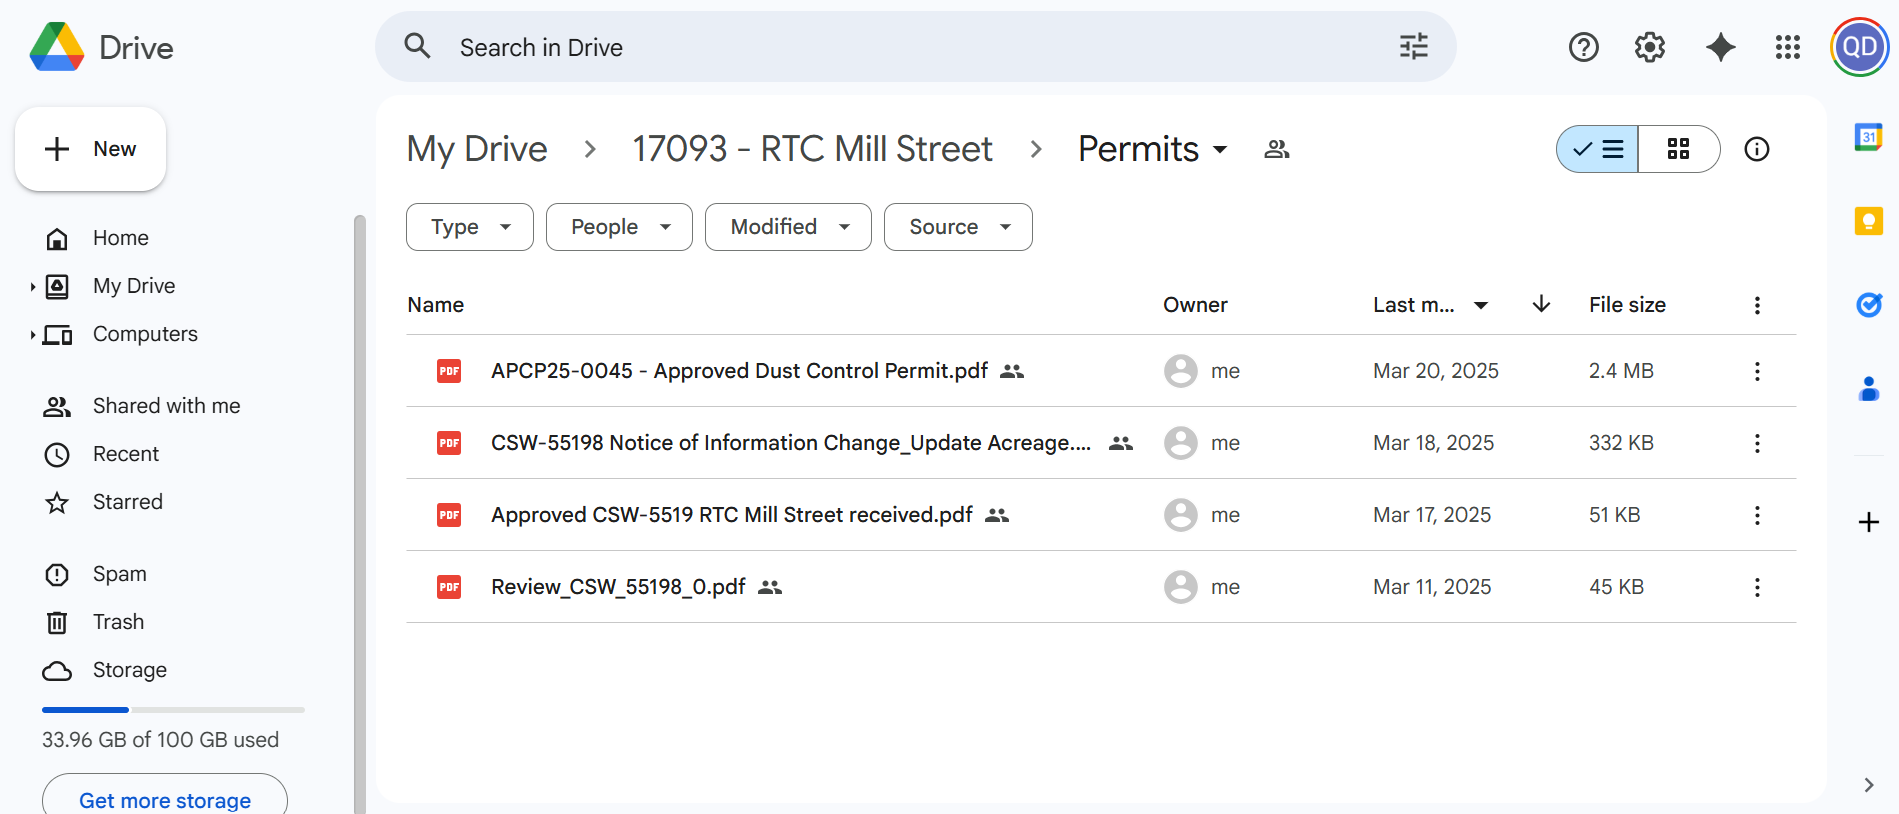 Drive
Search in Drive
QD
New
My Drive
17093 - RTC Mill Street
Permits
31
Type
People
Modified
Source
Home
My Drive
Computers
Shared with me
Recent
Starred
Spam
Trash
Storage
33.96 GB of 100 GB used
Get more storage
Name Owner Last m... File size
PDF APCP25-0045 - Approved Dust Control Permit.pdf me Mar 20, 2025 2.4 MB
PDF CSW-55198 Notice of Information Change_Update Acreage.... me Mar 18, 2025 332 KB
PDF Approved CSW-5519 RTC Mill Street received.pdf me Mar 17, 2025 51 KB
PDF Review_CSW_55198_0.pdf me Mar 11, 2025 45 KB